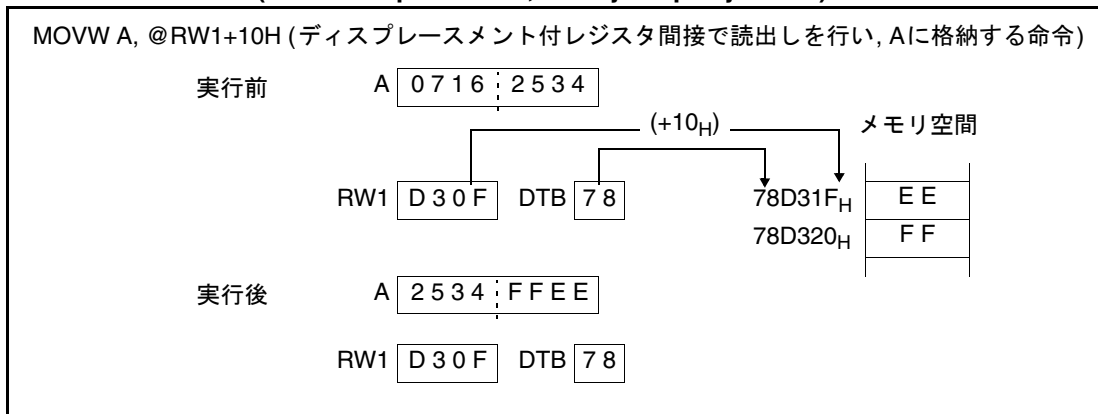 MOVW A, @RW1+10H (ディスプレースメント付レジスタ間接で読出しを行い, Aに格納する命令)
実行前 A 0716 2534
(+10H) メモリ空間
RW1 D30F DTB 78 78D31FH EE
78D320H FF
実行後 A 2534 FFEE
RW1 D30F DTB 78